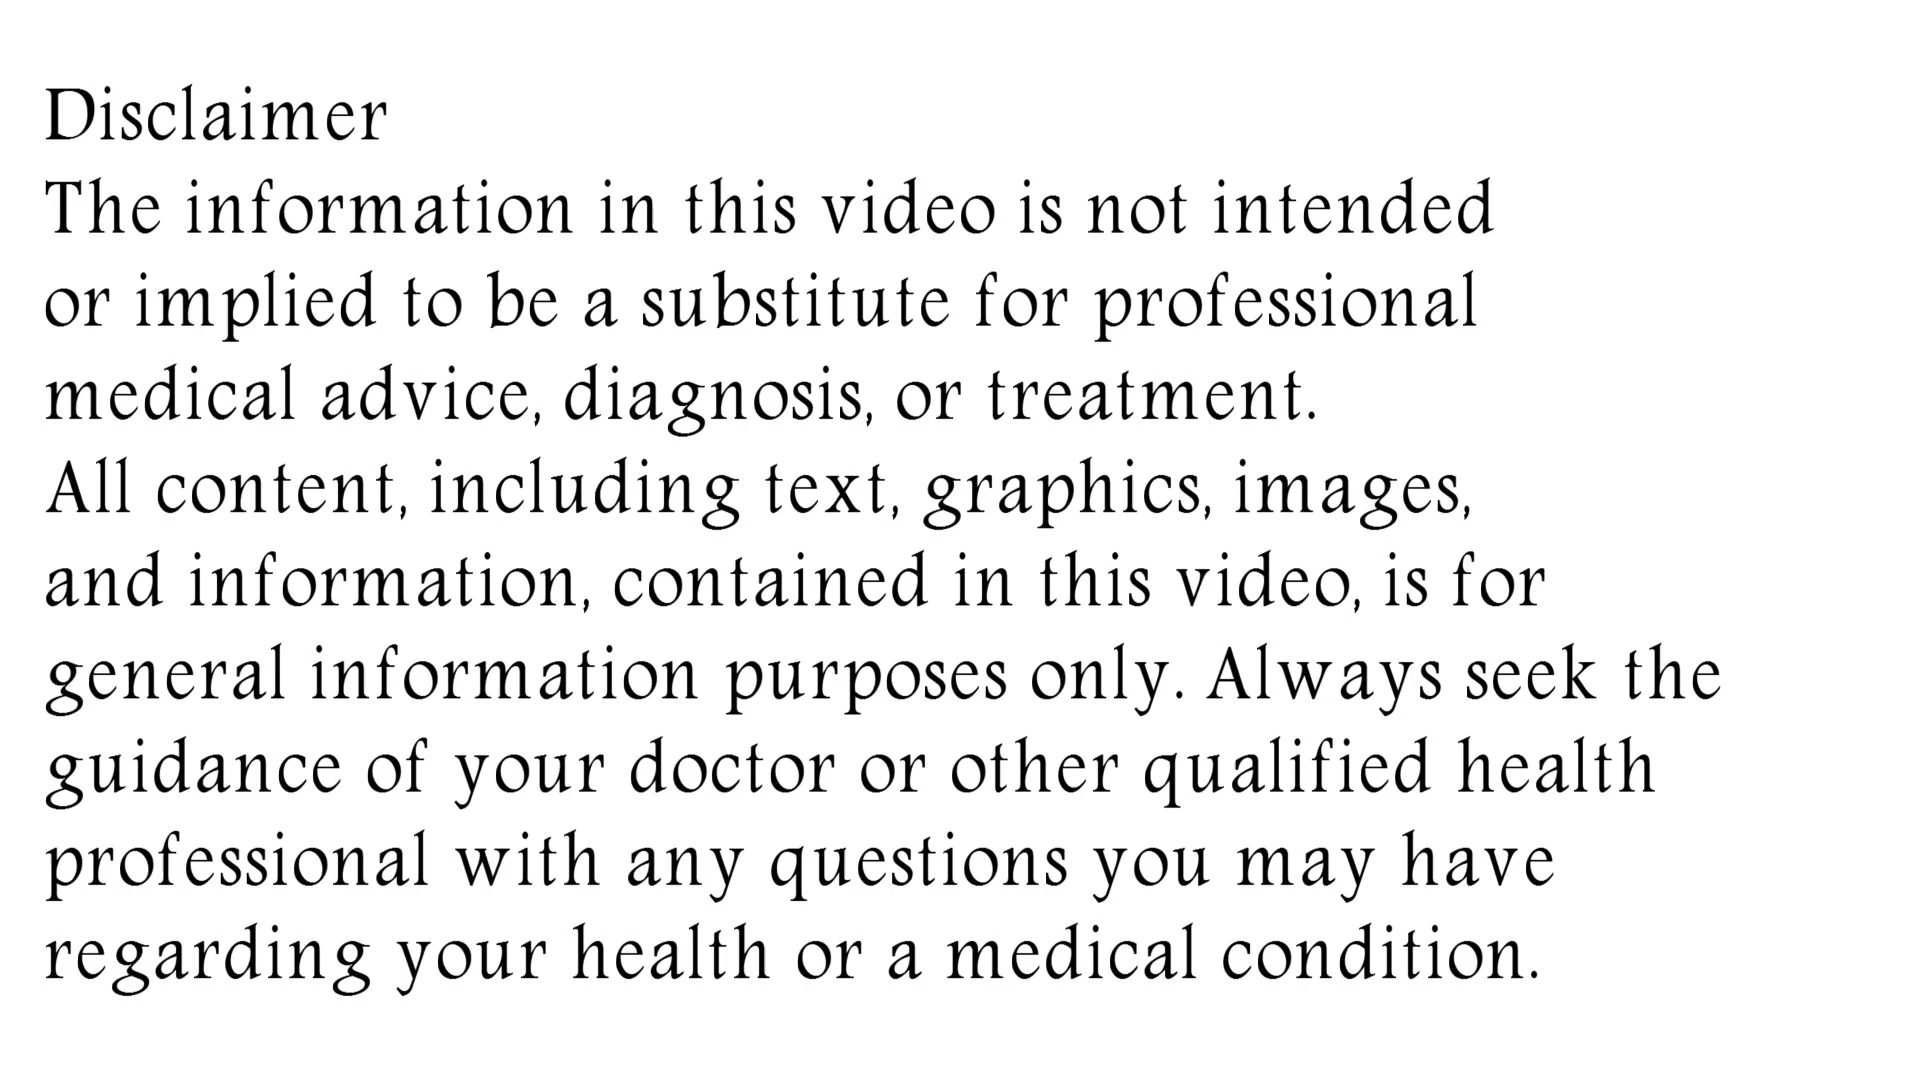 Disclaimer
The information in this video is not intended
or implied to be a substitute for professional
medical advice, diagnosis, or treatment.
All content, including text, graphics, images,
and information, contained in this video, is for
general information purposes only. Always seek the
guidance of your doctor or other qualified health
professional with any questions you may have
regarding your health or a medical condition.